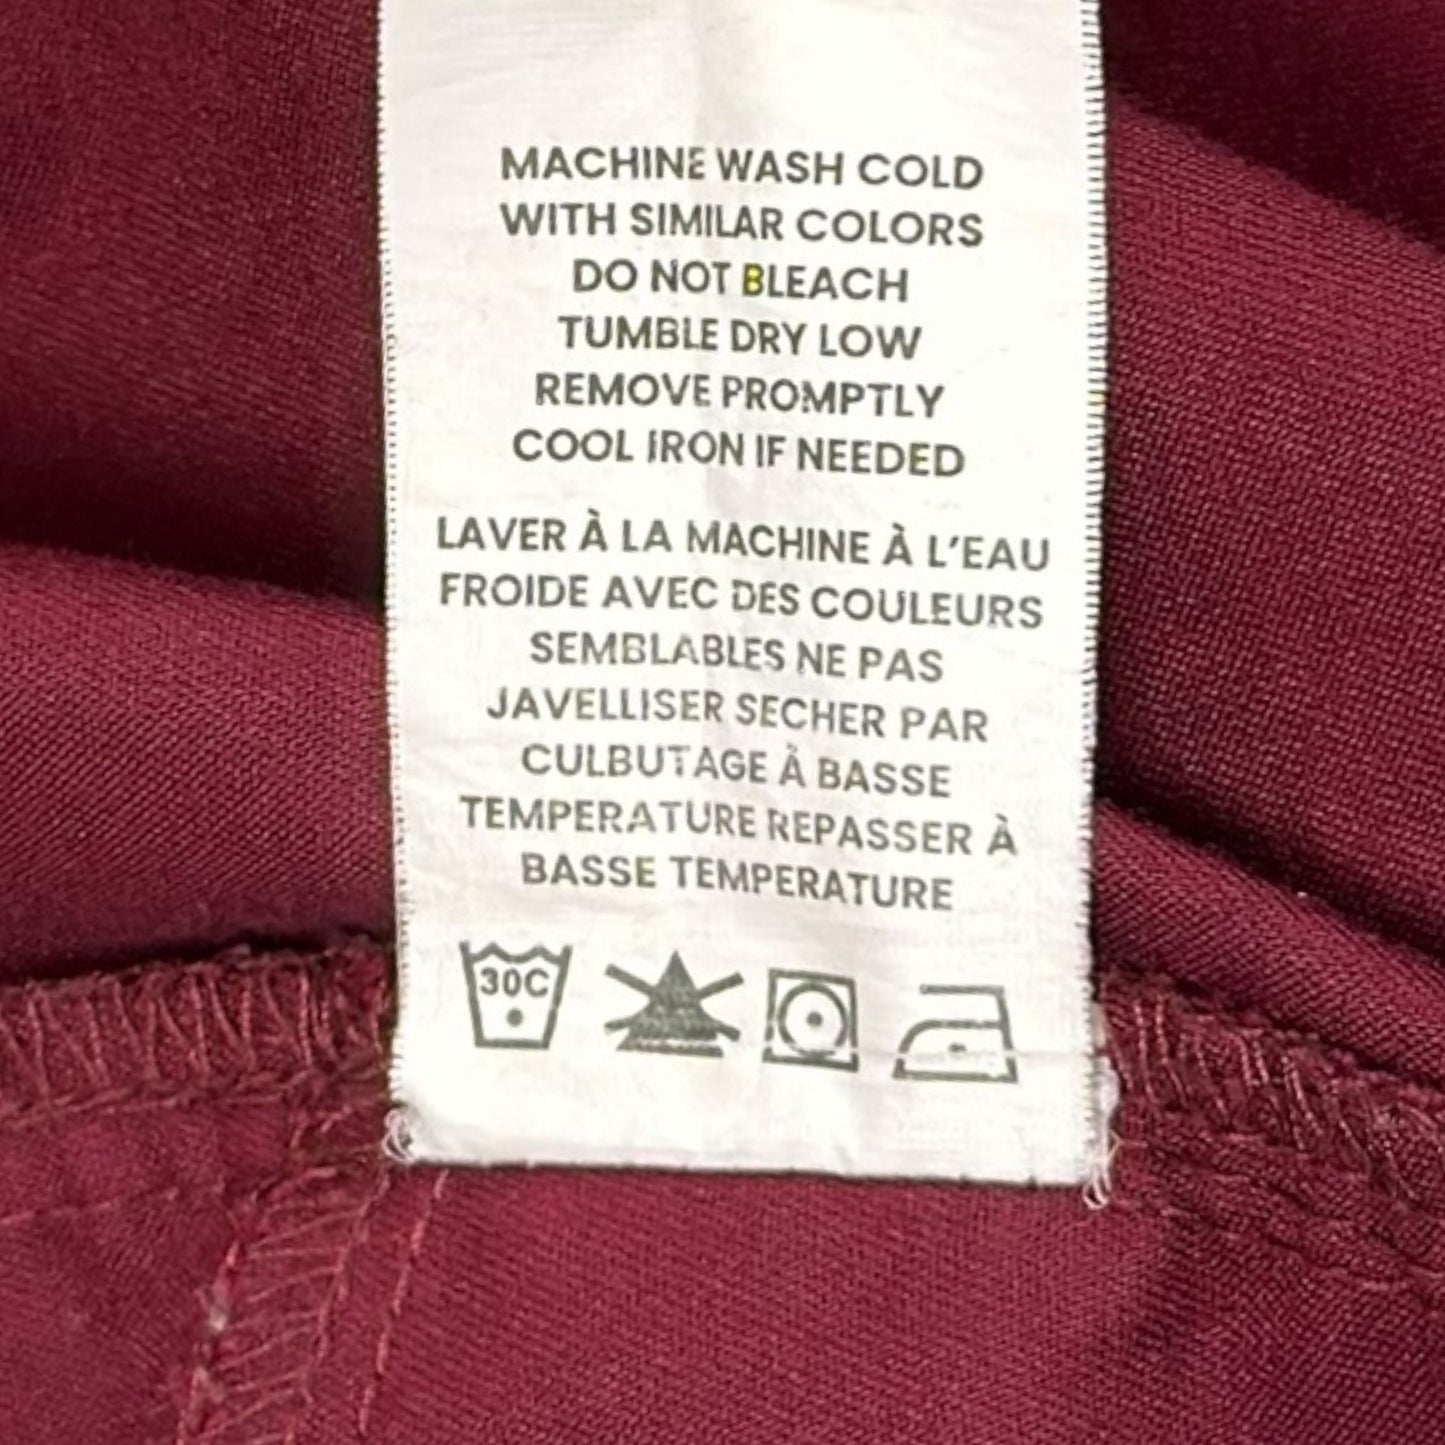 MACHINE WASH COLD
WITH SIMILAR COLORS
DO NOT BLEACH
TUMBLE DRY LOW
REMOVE PROMPTLY
COOL IRON IF NEEDED
LAVER À LA MACHINE À L'EAU
FROIDE AVEC DES COULEURS
SEMBLABLES NE PAS
JAVELLISER SECHER PAR
CULBUTAGE À BASSE
TEMPERATURE REPASSER À
BASSE TEMPERATURE
30C